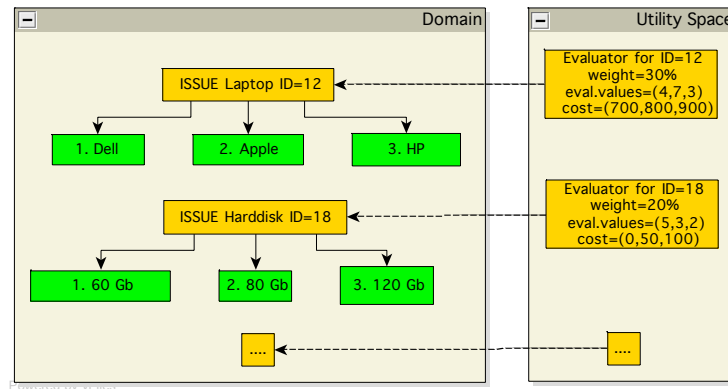 Domain
ISSUE Laptop ID=12
1. Dell
2. Apple
3. HP
ISSUE Harddisk ID=18
1. 60 Gb
2. 80 Gb
3. 120 Gb
....
Utility Space
Evaluator for ID=12
weight=30%
eval.values=(4,7,3)
cost=(700,800,900)
Evaluator for ID=18
weight=20%
eval.values=(5,3,2)
cost=(0,50,100)
....